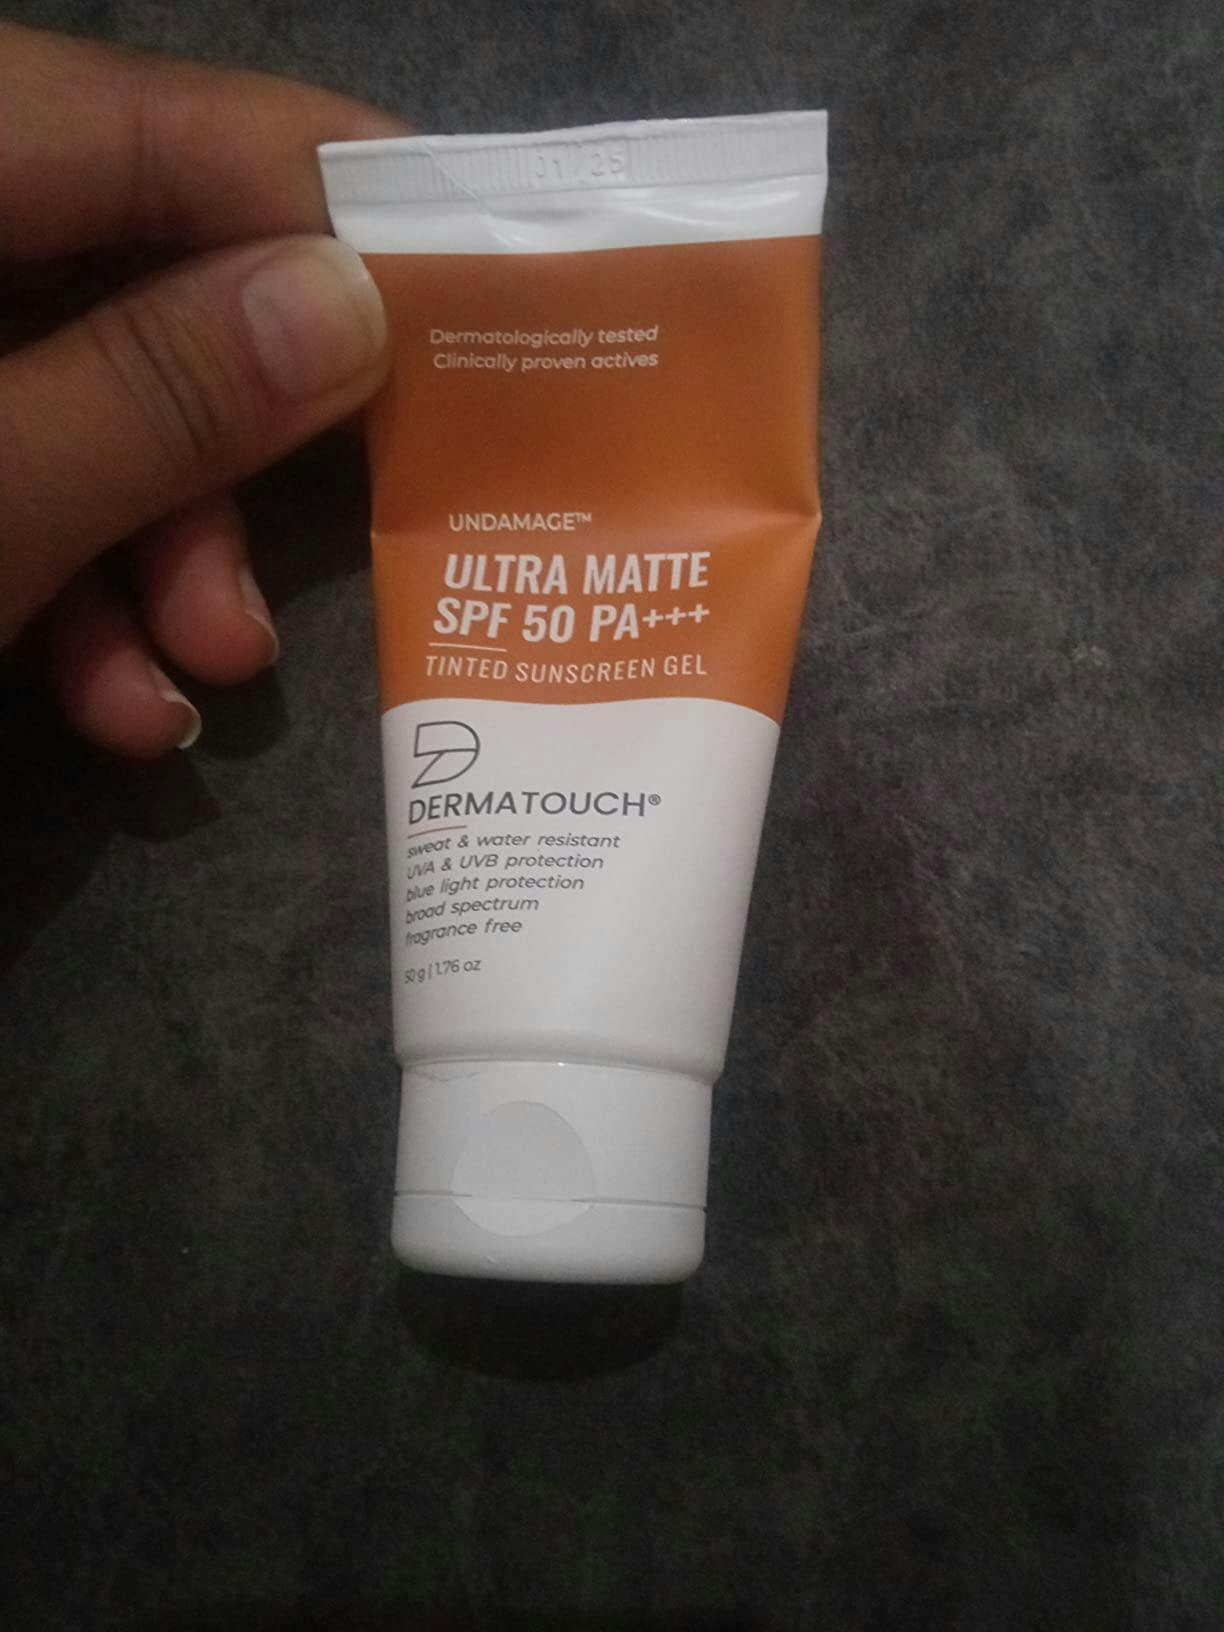 01/25
Dermatologically tested
Clinically proven actives
UNDAMAGE™
ULTRA MATTE
SPF 50 PA+++
TINTED SUNSCREEN GEL
DERMATOUCH®
sweat & water resistant
UVA & UVB protection
blue light protection
broad spectrum
fragrance free
50 g | 1.76 oz